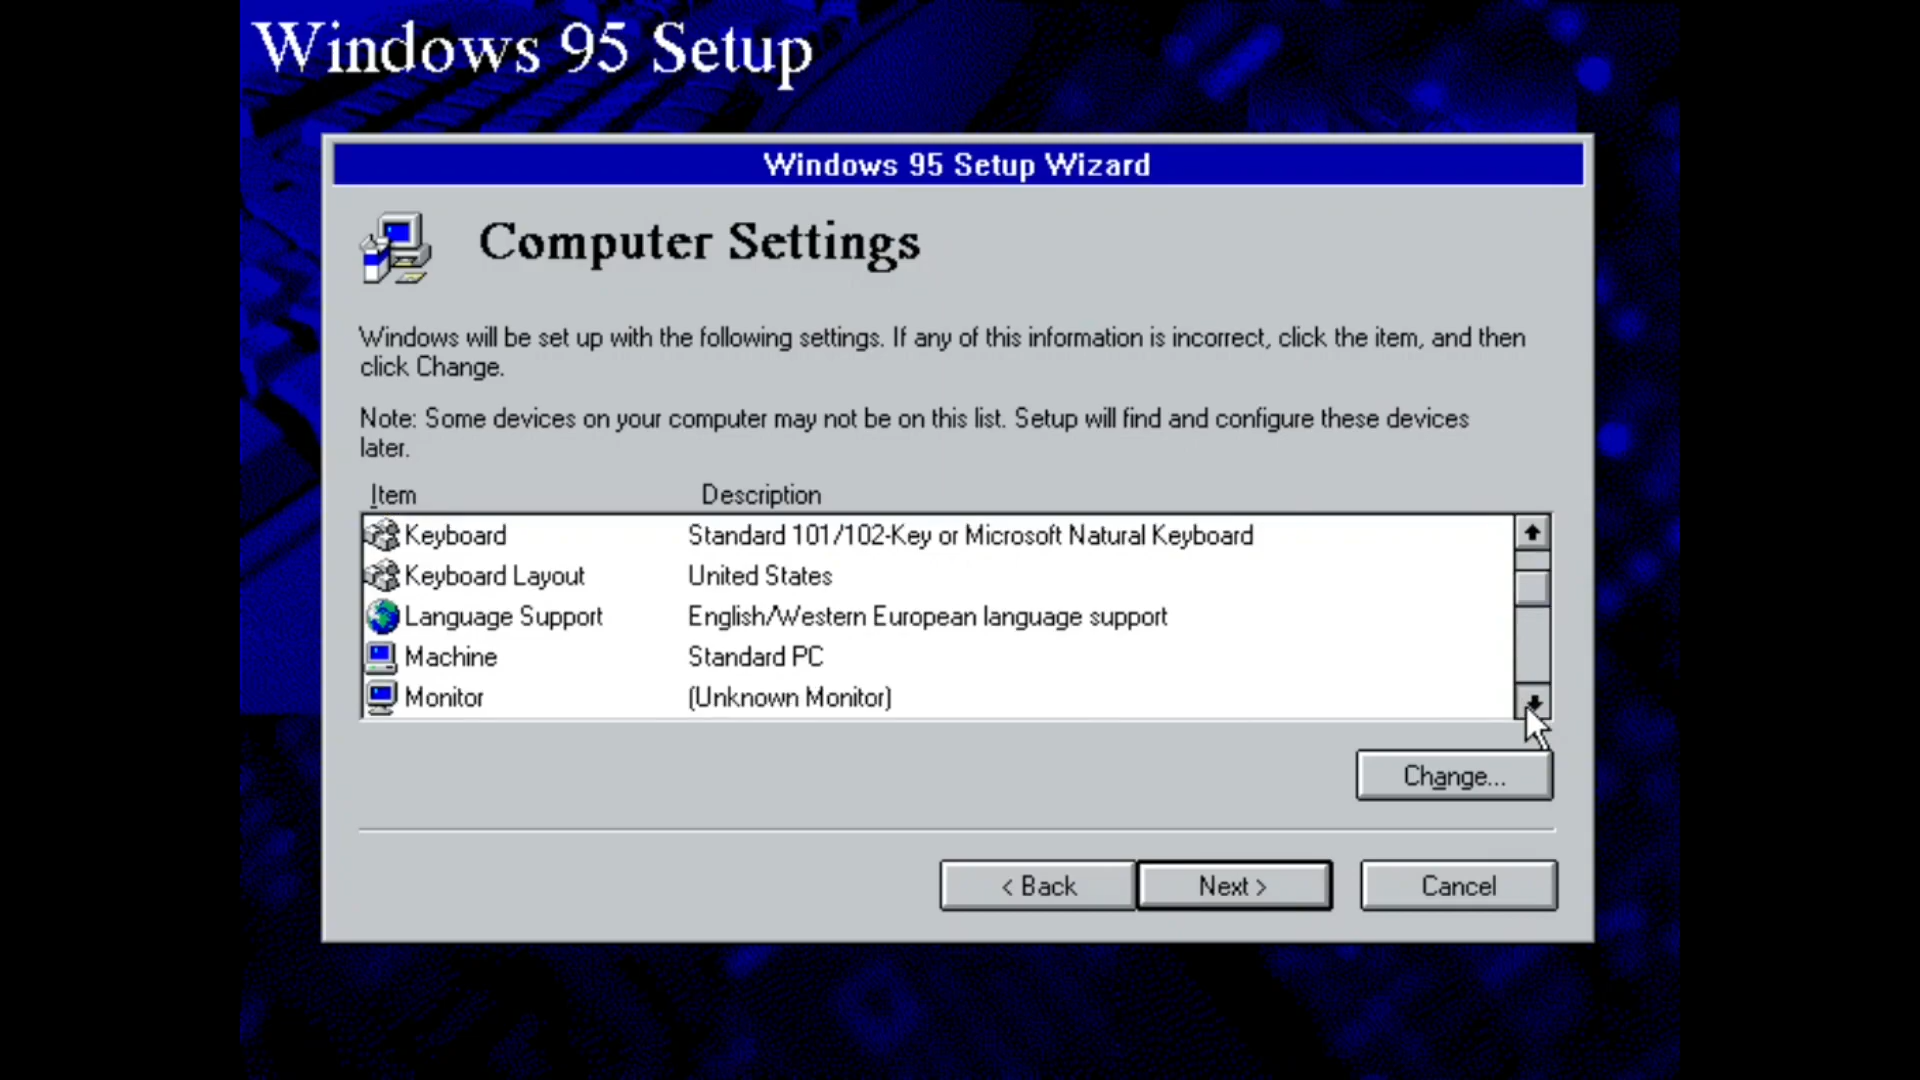 Windows 95 Setup
Windows 95 Setup Wizard
Computer Settings
Windows will be set up with the following settings. If any of this information is incorrect, click the item, and then
click Change.
Note: Some devices on your computer may not be on this list. Setup will find and configure these devices
later.
Item Description
Keyboard Standard 101/102-Key or Microsoft Natural Keyboard
Keyboard Layout United States
Language Support English/Western European language support
Machine Standard PC
Monitor (Unknown Monitor)
Change...
< Back Next > Cancel